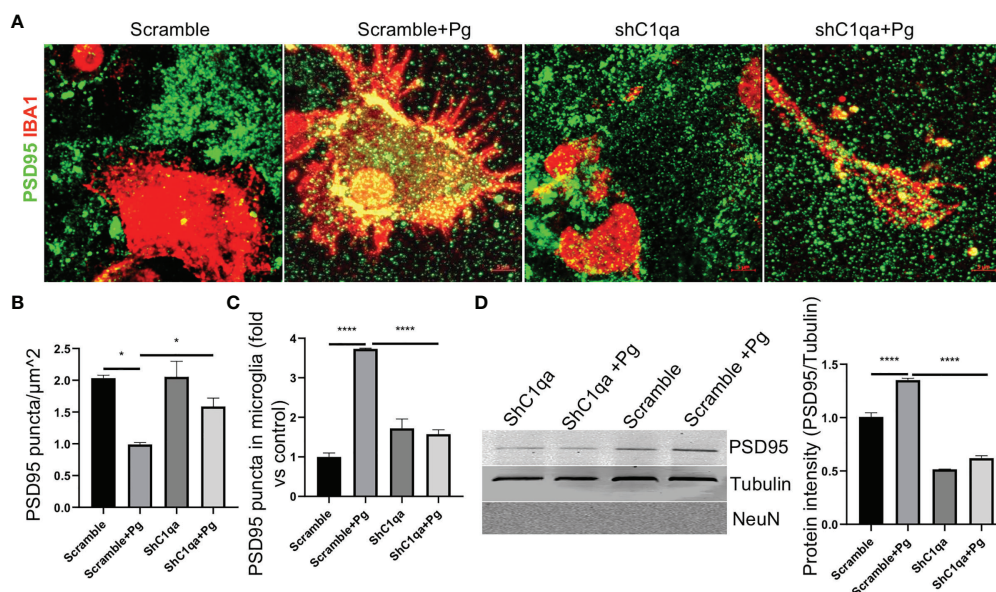 A
Scramble
Scramble+Pg
shC1qa
shC1qa+Pg
PSD95 IBA1
B
PSD95 puncta/µm^2
2.5
2.0
1.5
1.0
0.5
0.0
*
*
Scramble
Scramble+Pg
ShC1qa
ShC1qa+Pg
C
PSD95 puncta in microglia (fold
vs control)
4
3
2
1
0
****
****
Scramble
Scramble+Pg
ShC1qa
ShC1qa+Pg
D
ShC1qa
ShC1qa +Pg
Scramble
Scramble +Pg
PSD95
Tubulin
NeuN
Protein intensity (PSD95/Tubulin)
1.5
1.0
0.5
0.0
****
****
Scramble
Scramble+Pg
ShC1qa
ShC1qa+Pg